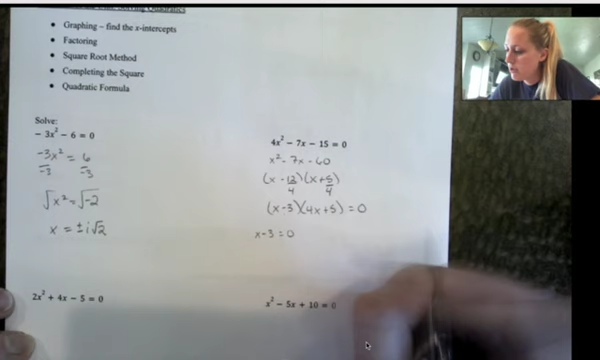 • Graphing – find the x-intercepts
• Factoring
• Square Root Method
• Completing the Square
• Quadratic Formula
Solve:
− 3x² − 6 = 0
-3x² = 6
-3 -3
√x² = √-2
x = ±i√2
4x² − 7x − 15 = 0
x² - 7x - 60
(x - 12/4)(x + 5/4)
(x-3)(4x+5) = 0
x-3 = 0
2x² + 4x − 5 = 0
x² − 5x + 10 = 0